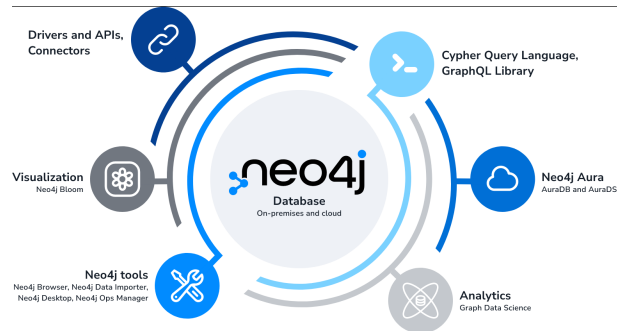 Drivers and APIs,
Connectors
Cypher Query Language,
GraphQL Library
Visualization
Neo4j Bloom
neo4j
Database
On-premises and cloud
Neo4j Aura
AuraDB and AuraDS
Neo4j tools
Neo4j Browser, Neo4j Data Importer,
Neo4j Desktop, Neo4j Ops Manager
Analytics
Graph Data Science